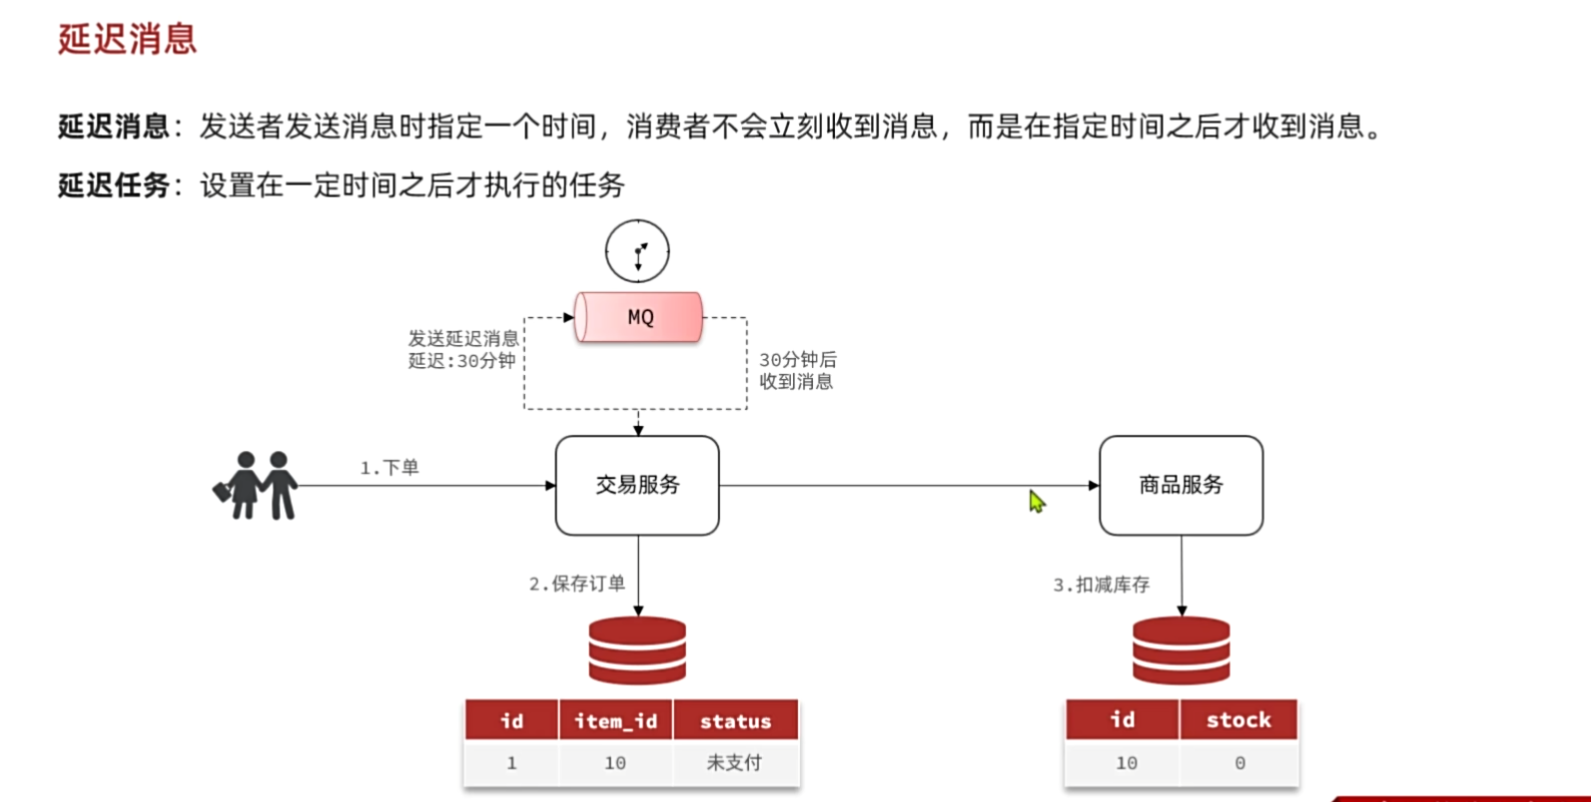 延迟消息
延迟消息：发送者发送消息时指定一个时间，消费者不会立刻收到消息，而是在指定时间之后才收到消息。
延迟任务：设置在一定时间之后才执行的任务
MQ
发送延迟消息
延迟:30分钟
30分钟后
收到消息
1.下单
交易服务
商品服务
2.保存订单
3.扣减库存
id item_id status
1 10 未支付
id stock
10 0